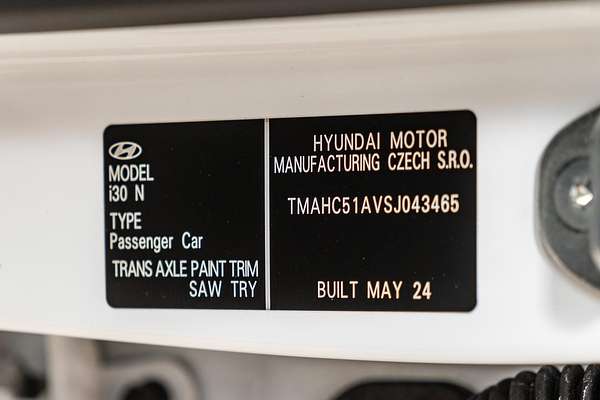 MODEL
i30 N
TYPE
Passenger Car
TRANS AXLE PAINT TRIM
SAW TRY
HYUNDAI MOTOR
MANUFACTURING CZECH S.R.O.
TMAHC51AVSJ043465
BUILT MAY 24